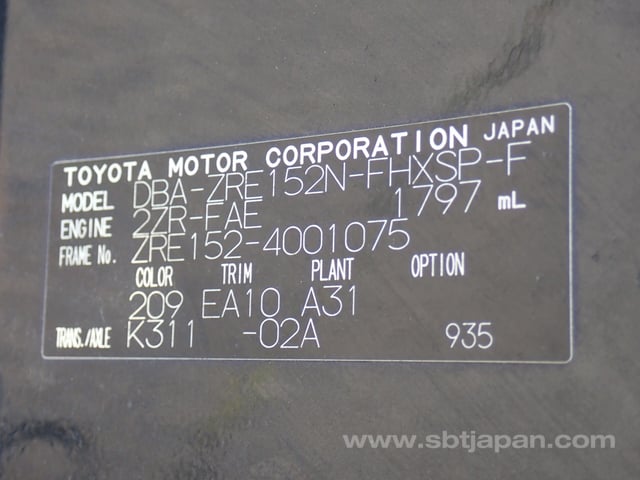 TOYOTA MOTOR CORPORATION JAPAN
MODEL DBA-ZRE152N-FHXSP-F
ENGINE 2ZR-FAE 1797 mL
FRAME No. ZRE152-4001075
COLOR TRIM PLANT OPTION
209 EA10 A31
TRANS./AXLE K311 -02A 935
www.sbtjapan.com